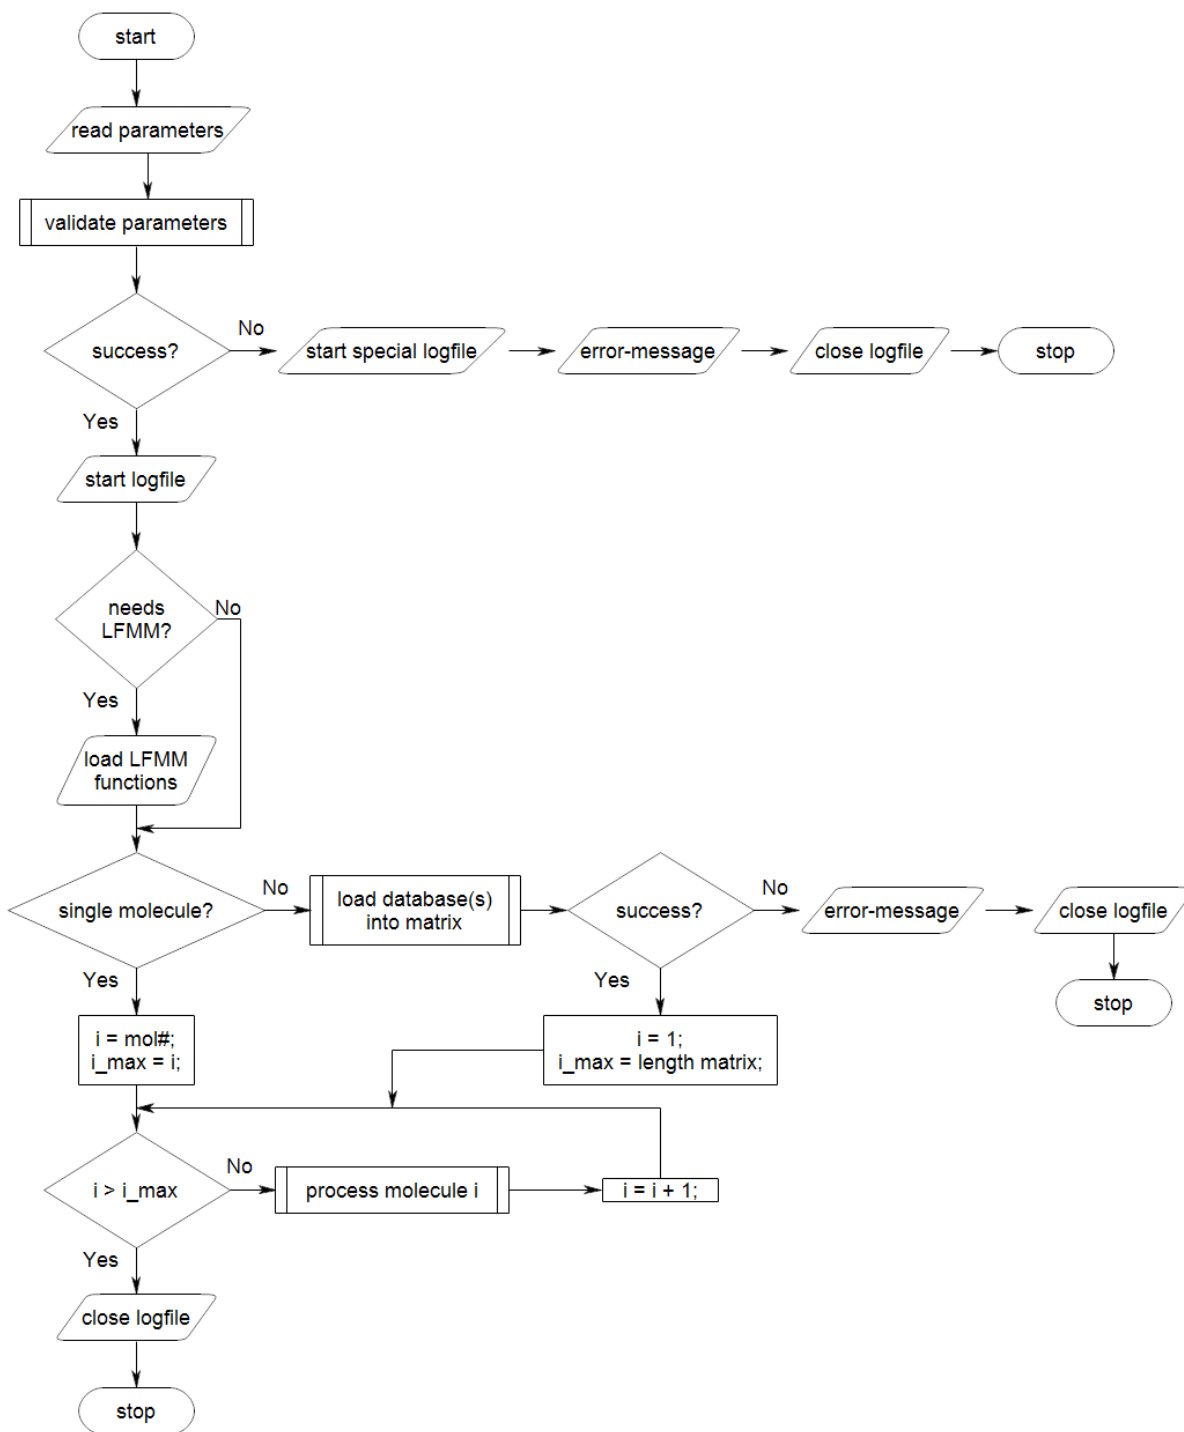 start
read parameters
validate parameters
success?
No
start special logfile
error-message
close logfile
stop
Yes
start logfile
needs
LFMM?
No
Yes
load LFMM
functions
single molecule?
No
load database(s)
into matrix
success?
No
error-message
close logfile
stop
Yes
i = mol#;
i_max = i;
Yes
i = 1;
i_max = length matrix;
i > i_max
No
process molecule i
i = i + 1;
Yes
close logfile
stop